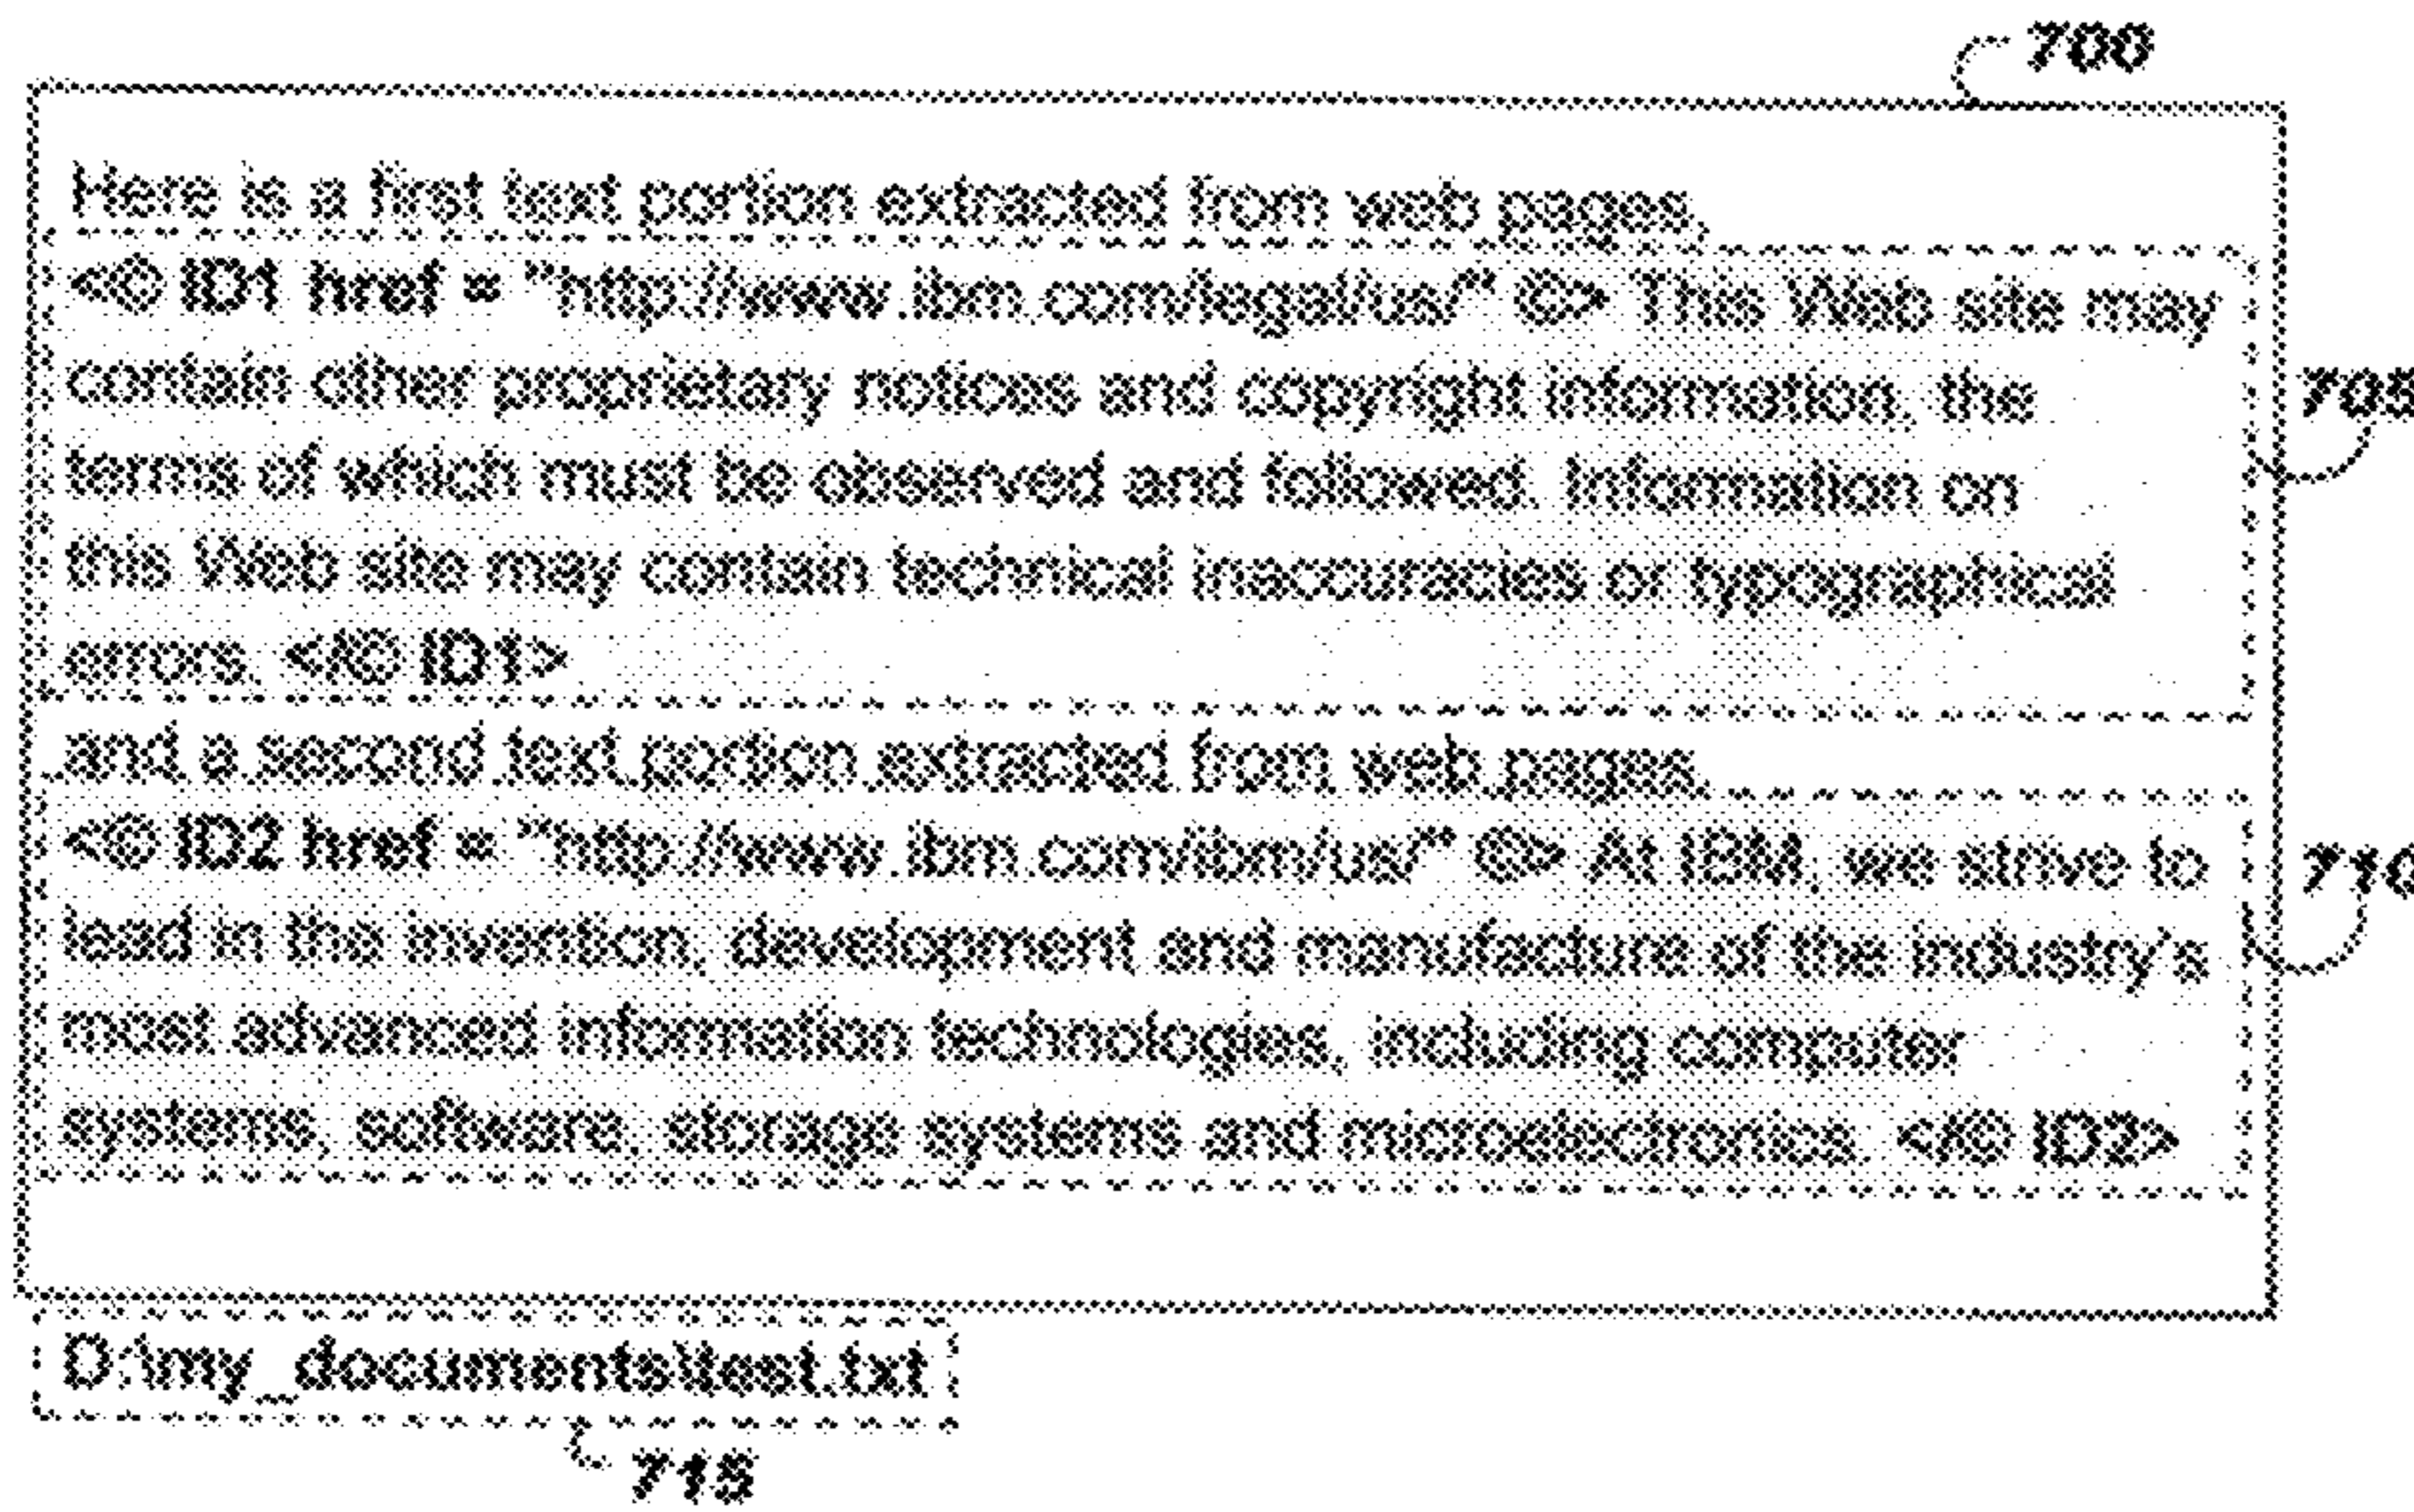 700
Here is a first text portion extracted from web pages,
<© ID1 href = "http://www.ibm.com/legal/us/" ©> This Web site may
contain other proprietary notices and copyright information, the
705
terms of which must be observed and followed. Information on
this Web site may contain technical inaccuracies or typographical
errors. </© ID1>
and a second text portion extracted from web pages.
<© ID2 href = "http://www.ibm.com/ibm/us/" ©> At IBM, we strive to
710
lead in the invention, development and manufacture of the industry's
most advanced information technologies, including computer
systems, software, storage systems and microelectronics. </© ID2>
D:\my_documents\test.txt
715